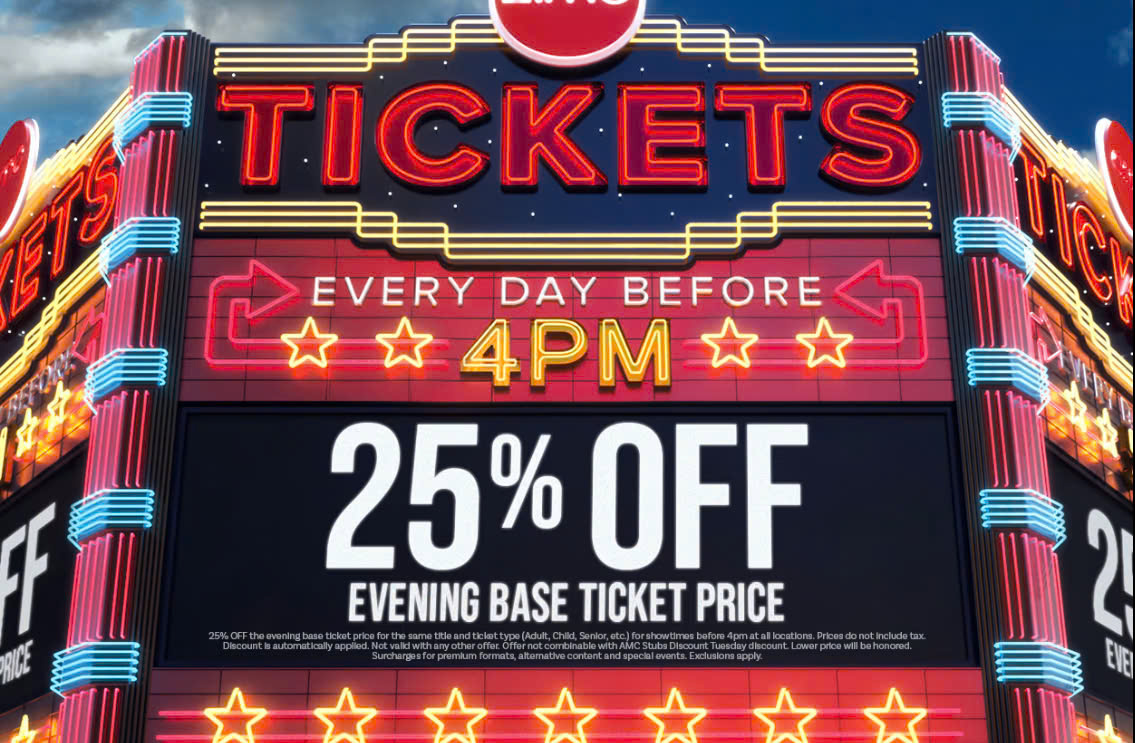 TICKETS
EVERY DAY BEFORE
4PM
25% OFF
EVENING BASE TICKET PRICE
25% OFF the evening base ticket price for the same title and ticket type (Adult, Child, Senior, etc.) for showtimes before 4pm at all locations. Prices do not include tax.
Discount is automatically applied. Not valid with any other offer. Offer not combinable with AMC Stubs Discount Tuesday discount. Lower price will be honored.
Surcharges for premium formats, alternative content and special events. Exclusions apply.